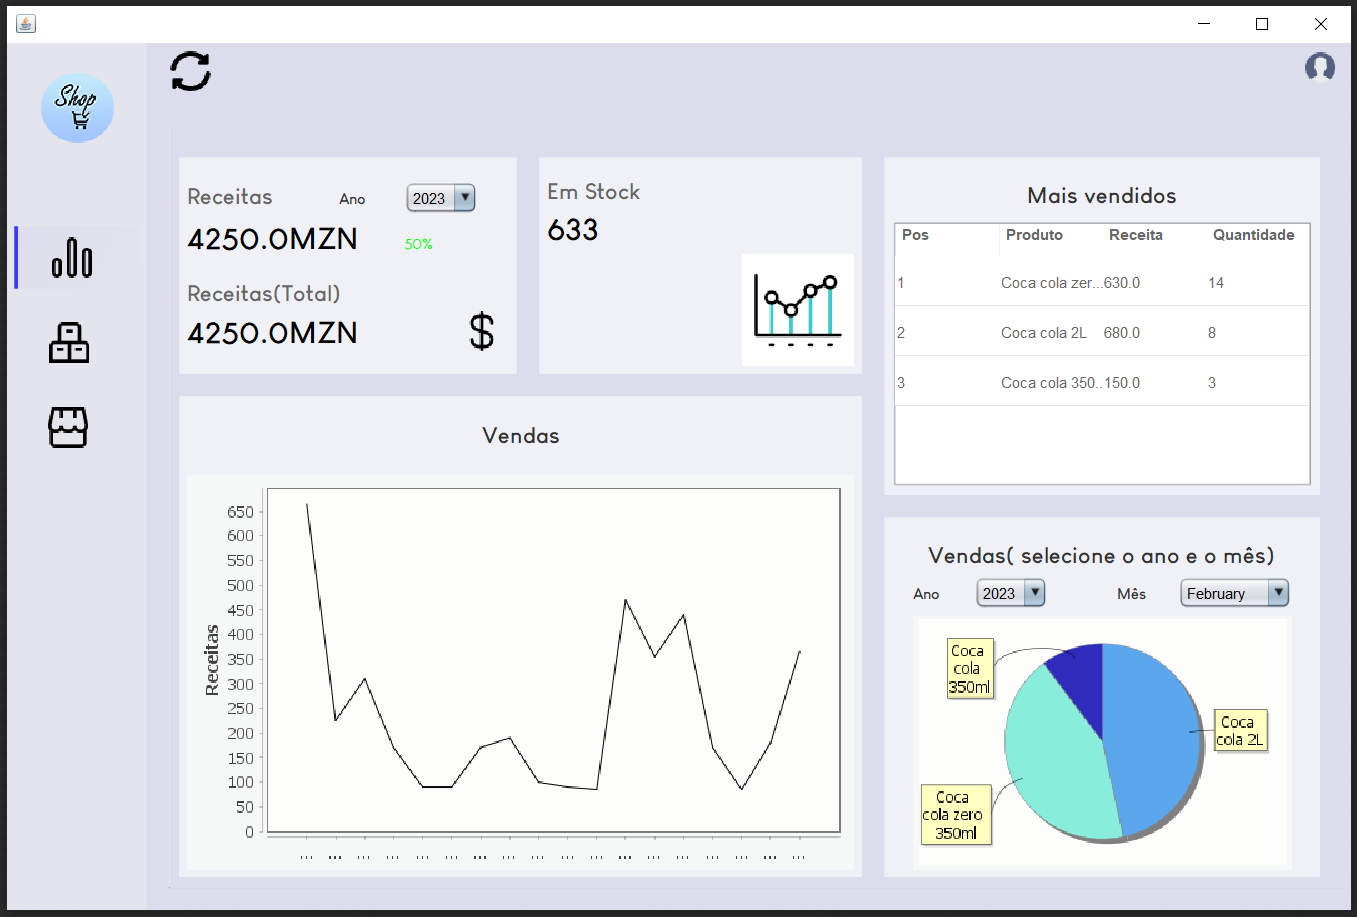 Shop
Receitas
Ano
2023
4250.0MZN
50%
Receitas(Total)
4250.0MZN
$
Em Stock
633
Mais vendidos
Pos Produto Receita Quantidade
1 Coca cola zer... 630.0 14
2 Coca cola 2L 680.0 8
3 Coca cola 350... 150.0 3
Vendas
Receitas
650
600
550
500
450
400
350
300
250
200
150
100
50
0
... ... ... ... ... ... ... ... ... ... ... ... ... ... ... ... ... ...
Vendas( selecione o ano e o mês)
Ano 2023 Mês February
Coca
cola
350ml
Coca
cola 2L
Coca
cola zero
350ml